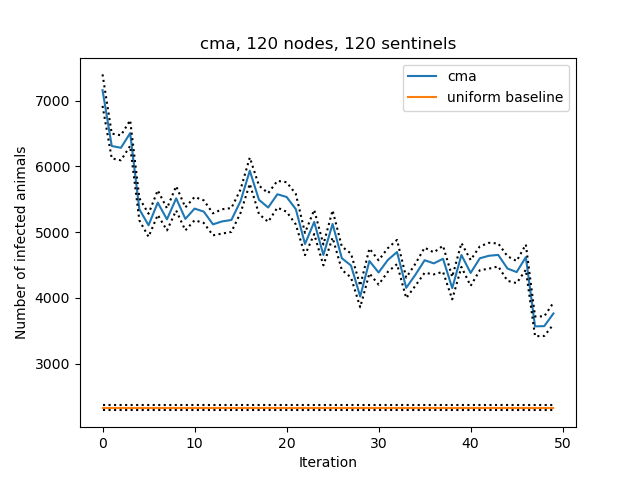 cma, 120 nodes, 120 sentinels
cma
uniform baseline
Number of infected animals
7000
6000
5000
4000
3000
0 10 20 30 40 50
Iteration